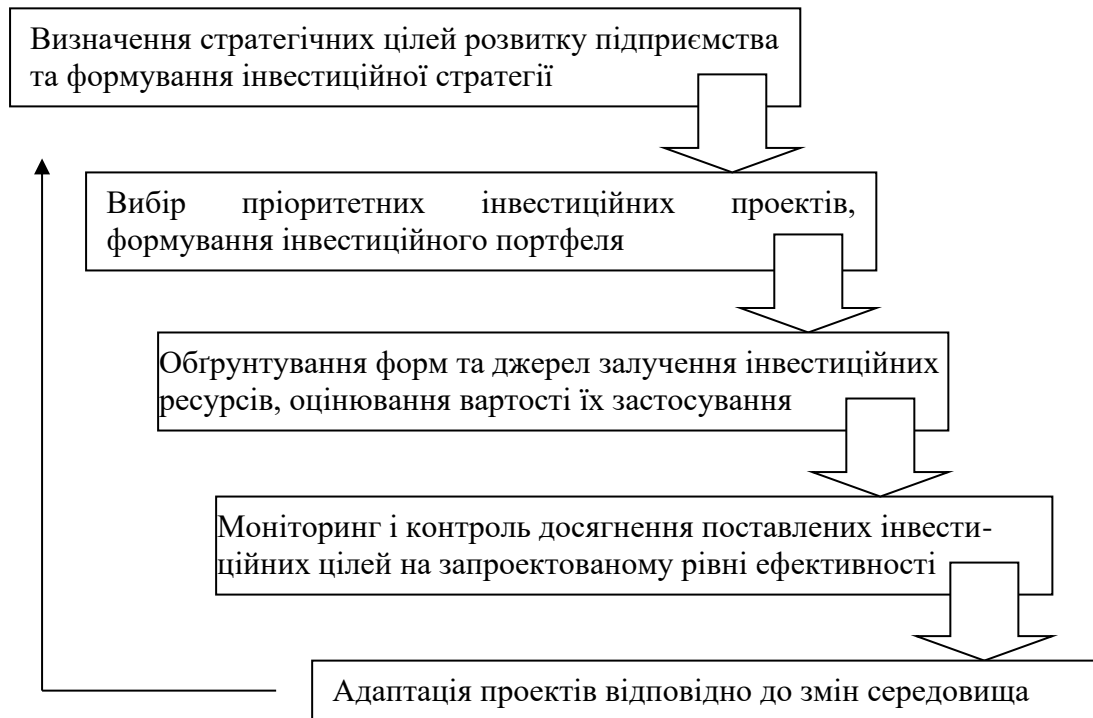 Визначення стратегічних цілей розвитку підприємства
та формування інвестиційної стратегії
Вибір пріоритетних інвестиційних проектів,
формування інвестиційного портфеля
Обґрунтування форм та джерел залучення інвестиційних
ресурсів, оцінювання вартості їх застосування
Моніторинг і контроль досягнення поставлених інвести-
ційних цілей на запроектованому рівні ефективності
Адаптація проектів відповідно до змін середовища